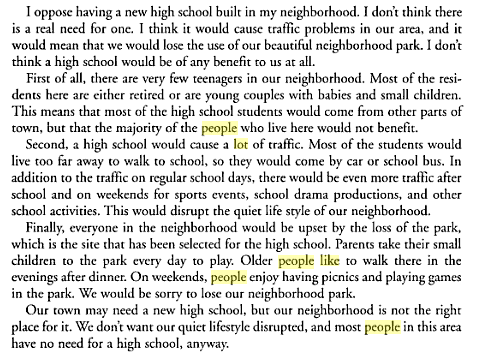 I oppose having a new high school built in my neighborhood. I don't think there
is a real need for one. I think it would cause traffic problems in our area, and it
would mean that we would lose the use of our beautiful neighborhood park. I don't
think a high school would be of any benefit to us at all.
First of all, there are very few teenagers in our neighborhood. Most of the resi-
dents here are either retired or are young couples with babies and small children.
This means that most of the high school students would come from other parts of
town, but that the majority of the people who live here would not benefit.
Second, a high school would cause a lot of traffic. Most of the students would
live too far away to walk to school, so they would come by car or school bus. In
addition to the traffic on regular school days, there would be even more traffic after
school and on weekends for sports events, school drama productions, and other
school activities. This would disrupt the quiet life style of our neighborhood.
Finally, everyone in the neighborhood would be upset by the loss of the park,
which is the site that has been selected for the high school. Parents take their small
children to the park every day to play. Older people like to walk there in the
evenings after dinner. On weekends, people enjoy having picnics and playing games
in the park. We would be sorry to lose our neighborhood park.
Our town may need a new high school, but our neighborhood is not the right
place for it. We don't want our quiet lifestyle disrupted, and most people in this area
have no need for a high school, anyway.